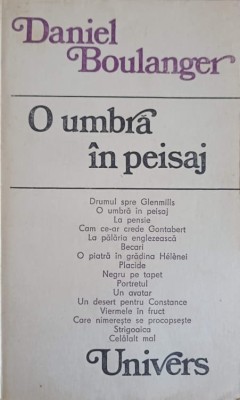 Daniel
Boulanger
O umbră
în peisaj
Drumul spre Glenmills
O umbră în peisaj
La pensie
Cam ce-ar crede Gontabert
La pălăria englezească
Becari
O piatră în grădina Hélènei
Placide
Negru pe tapet
Portretul
Un avatar
Un desert pentru Constance
Viermele în fruct
Care nimerește se procopsește
Strigoaica
Celălalt mal
Univers